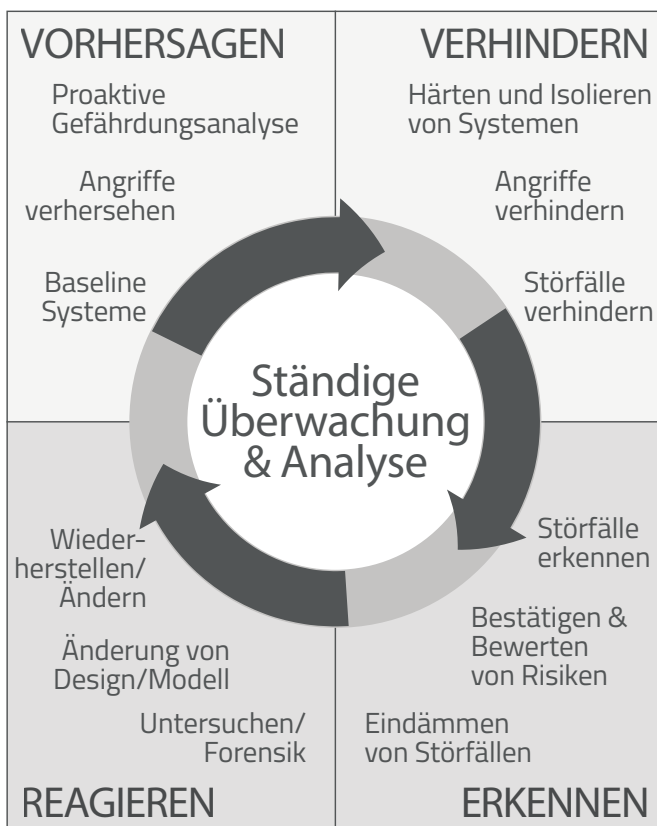 VORHERSAGEN
Proaktive
Gefährdungsanalyse
Angriffe
verhersehen
Baseline
Systeme
VERHINDERN
Härten und Isolieren
von Systemen
Angriffe
verhindern
Störfälle
verhindern
Ständige
Überwachung
& Analyse
Störfälle
erkennen
Bestätigen &
Bewerten
von Risiken
Eindämmen
von Störfällen
ERKENNEN
Wieder-
herstellen/
Ändern
Änderung von
Design/Modell
Untersuchen/
Forensik
REAGIEREN